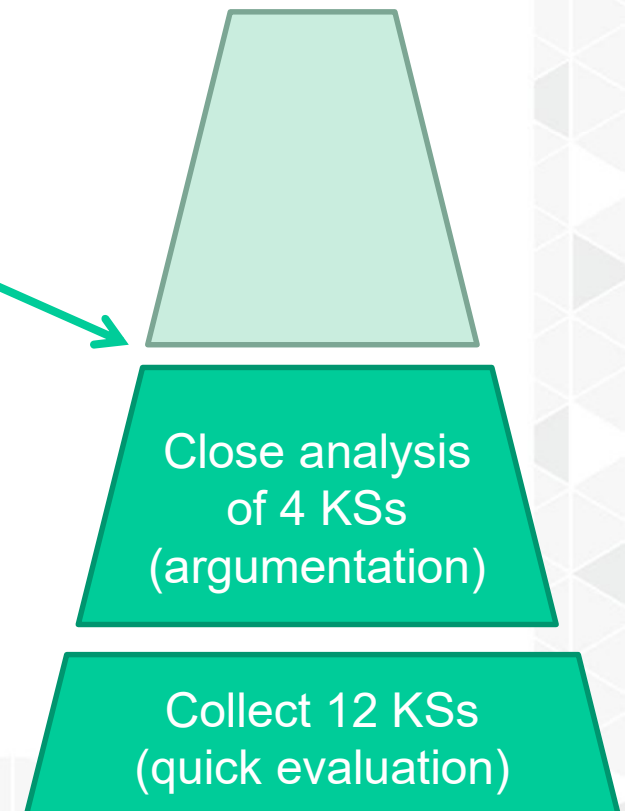 Close analysis
of 4 KSs
(argumentation)
Collect 12 KSs
(quick evaluation)